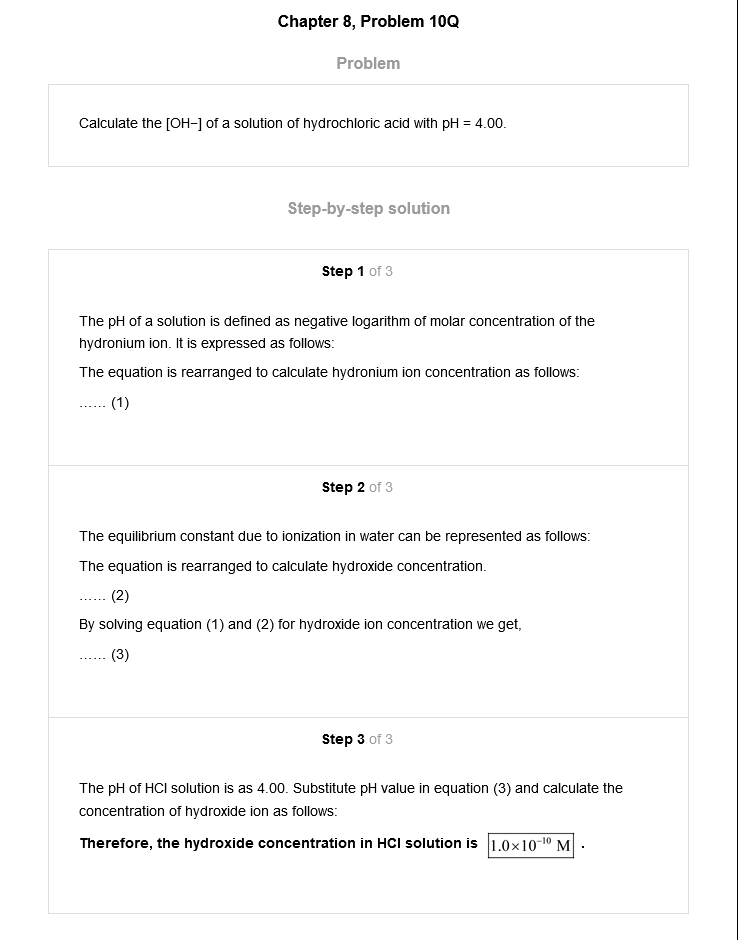 Chapter 8, Problem 10Q
Problem
Calculate the [OH−] of a solution of hydrochloric acid with pH = 4.00.
Step-by-step solution
Step 1 of 3
The pH of a solution is defined as negative logarithm of molar concentration of the
hydronium ion. It is expressed as follows:
The equation is rearranged to calculate hydronium ion concentration as follows:
…… (1)
Step 2 of 3
The equilibrium constant due to ionization in water can be represented as follows:
The equation is rearranged to calculate hydroxide concentration.
…… (2)
By solving equation (1) and (2) for hydroxide ion concentration we get,
…… (3)
Step 3 of 3
The pH of HCl solution is as 4.00. Substitute pH value in equation (3) and calculate the
concentration of hydroxide ion as follows:
Therefore, the hydroxide concentration in HCl solution is 1.0×10⁻¹⁰ M .